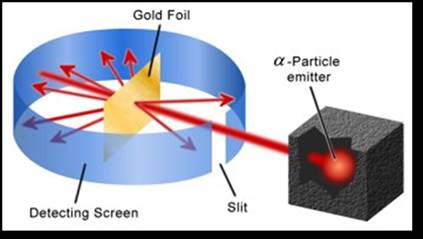 Gold Foil
α-Particle
emitter
Detecting Screen
Slit